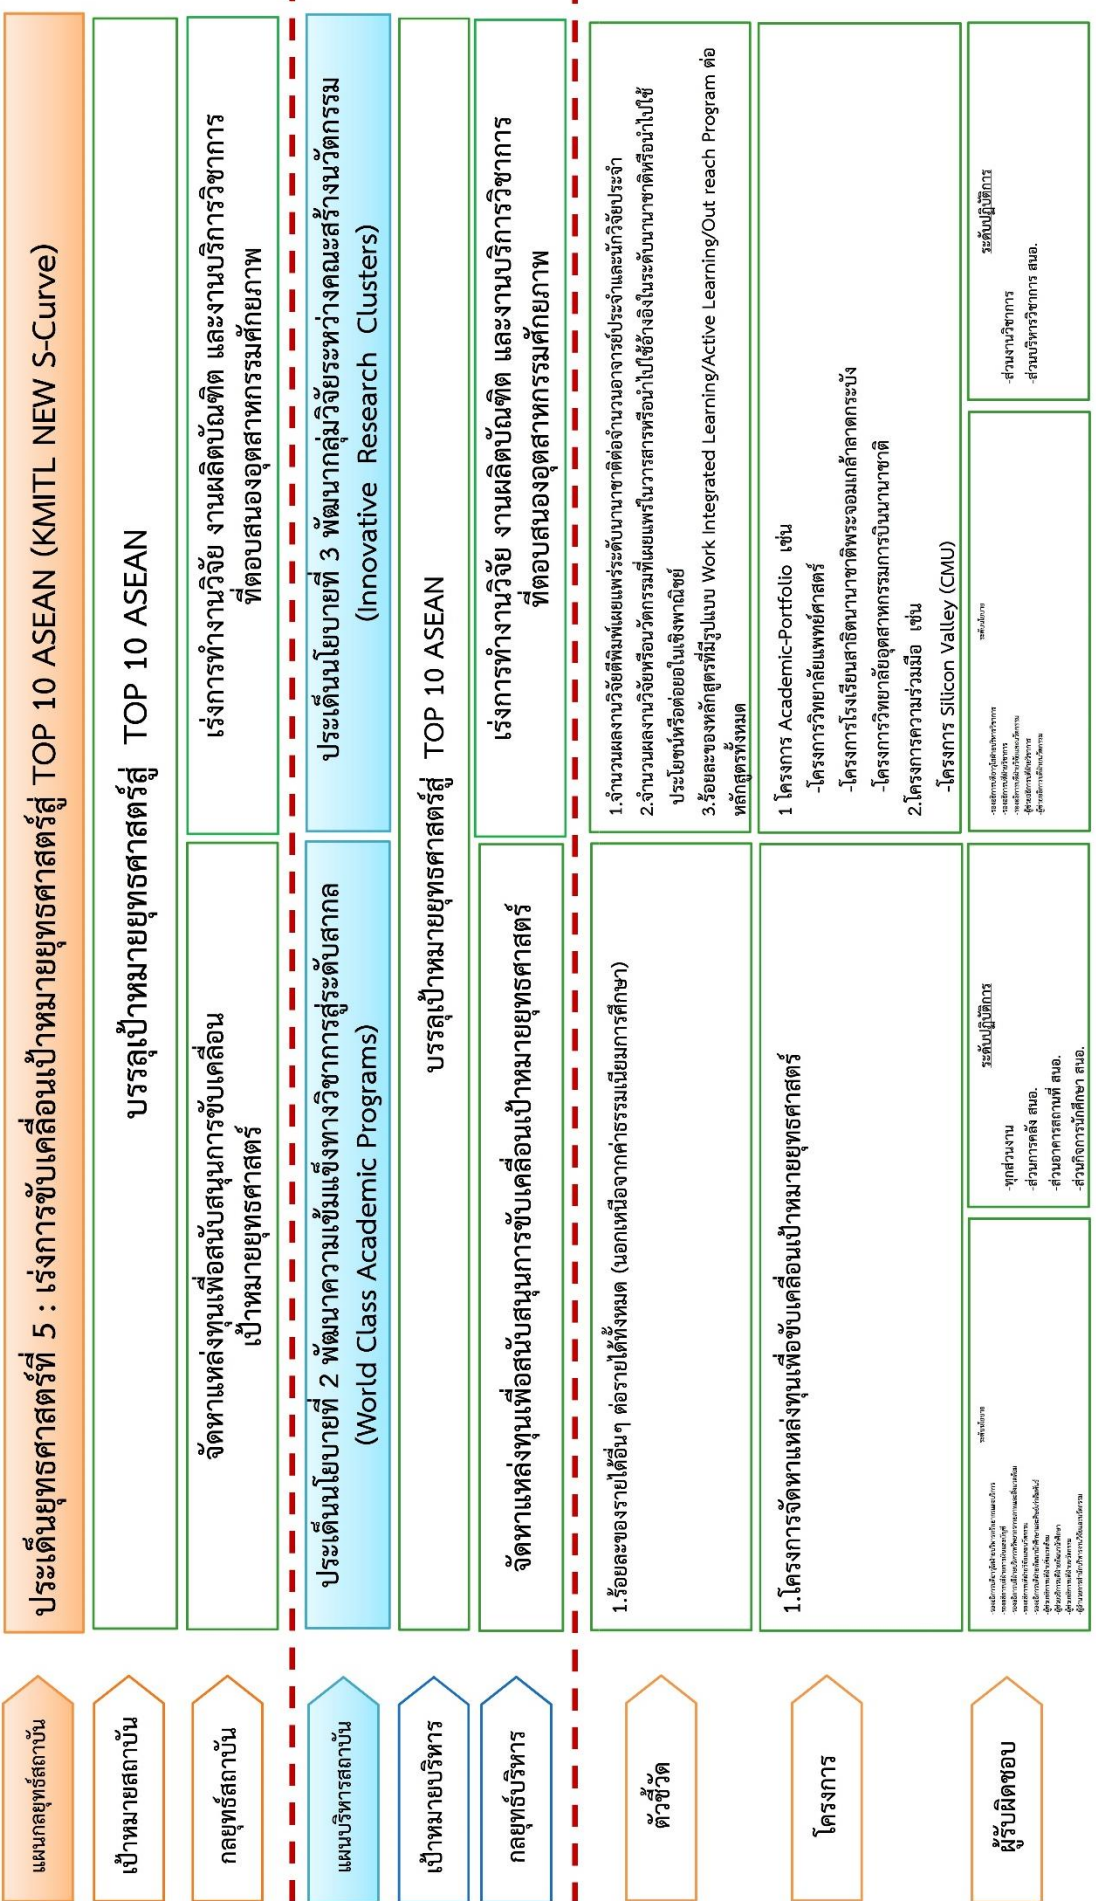 แผนกลยุทธ์สถาบัน
ประเด็นยุทธศาสตร์ที่ 5 : เร่งการขับเคลื่อนเป้าหมายยุทธศาสตร์สู่ TOP 10 ASEAN (KMITL NEW S-Curve)
เป้าหมายสถาบัน
บรรลุเป้าหมายยุทธศาสตร์สู่ TOP 10 ASEAN
กลยุทธ์สถาบัน
จัดหาแหล่งทุนเพื่อสนับสนุนการขับเคลื่อน
เป้าหมายยุทธศาสตร์
เร่งการทำงานวิจัย งานผลิตบัณฑิต และงานบริการวิชาการ
ที่ตอบสนองอุตสาหกรรมศักยภาพ
แผนบริหารสถาบัน
ประเด็นนโยบายที่ 2 พัฒนาความเข้มแข็งทางวิชาการสู่ระดับสากล
(World Class Academic Programs)
ประเด็นนโยบายที่ 3 พัฒนากลุ่มวิจัยระหว่างคณะสร้างนวัตกรรม
(Innovative Research Clusters)
เป้าหมายบริหาร
บรรลุเป้าหมายยุทธศาสตร์สู่ TOP 10 ASEAN
กลยุทธ์บริหาร
จัดหาแหล่งทุนเพื่อสนับสนุนการขับเคลื่อนเป้าหมายยุทธศาสตร์
เร่งการทำงานวิจัย งานผลิตบัณฑิต และงานบริการวิชาการ
ที่ตอบสนองอุตสาหกรรมศักยภาพ
ตัวชี้วัด
1.ร้อยละของรายได้อื่นๆ ต่อรายได้ทั้งหมด (นอกเหนือจากค่าธรรมเนียมการศึกษา)
1.จำนวนผลงานวิจัยตีพิมพ์เผยแพร่ระดับนานาชาติต่อจำนวนอาจารย์ประจำและนักวิจัยประจำ
2.จำนวนผลงานวิจัยหรือนวัตกรรมที่เผยแพร่ในวารสารหรือนำไปใช้อ้างอิงในระดับนานาชาติหรือนำไปใช้
ประโยชน์หรือต่อยอในเชิงพาณิชย์
3.ร้อยละของหลักสูตรที่มีรูปแบบ Work Integrated Learning/Active Learning/Out reach Program ต่อ
หลักสูตรทั้งหมด
โครงการ
1.โครงการจัดหาแหล่งทุนเพื่อขับเคลื่อนเป้าหมายยุทธศาสตร์
1 โครงการ Academic-Portfolio เช่น
-โครงการวิทยาลัยแพทย์ศาสตร์
-โครงการโรงเรียนสาธิตนานาชาติพระจอมเกล้าลาดกระบัง
-โครงการวิทยาลัยอุตสาหกรรมการบินนานาชาติ
2.โครงการความร่วมมือ เช่น
-โครงการ Silicon Valley (CMU)
ผู้รับผิดชอบ
ระดับนโยบาย
ระดับปฏิบัติการ
-ทุกส่วนงาน
-ส่วนการคลัง สนอ.
-ส่วนอาคารสถานที่ สนอ.
-ส่วนกิจการนักศึกษา สนอ.
ระดับนโยบาย
ระดับปฏิบัติการ
-ส่วนงานวิชาการ
-ส่วนบริหารวิชาการ สนอ.